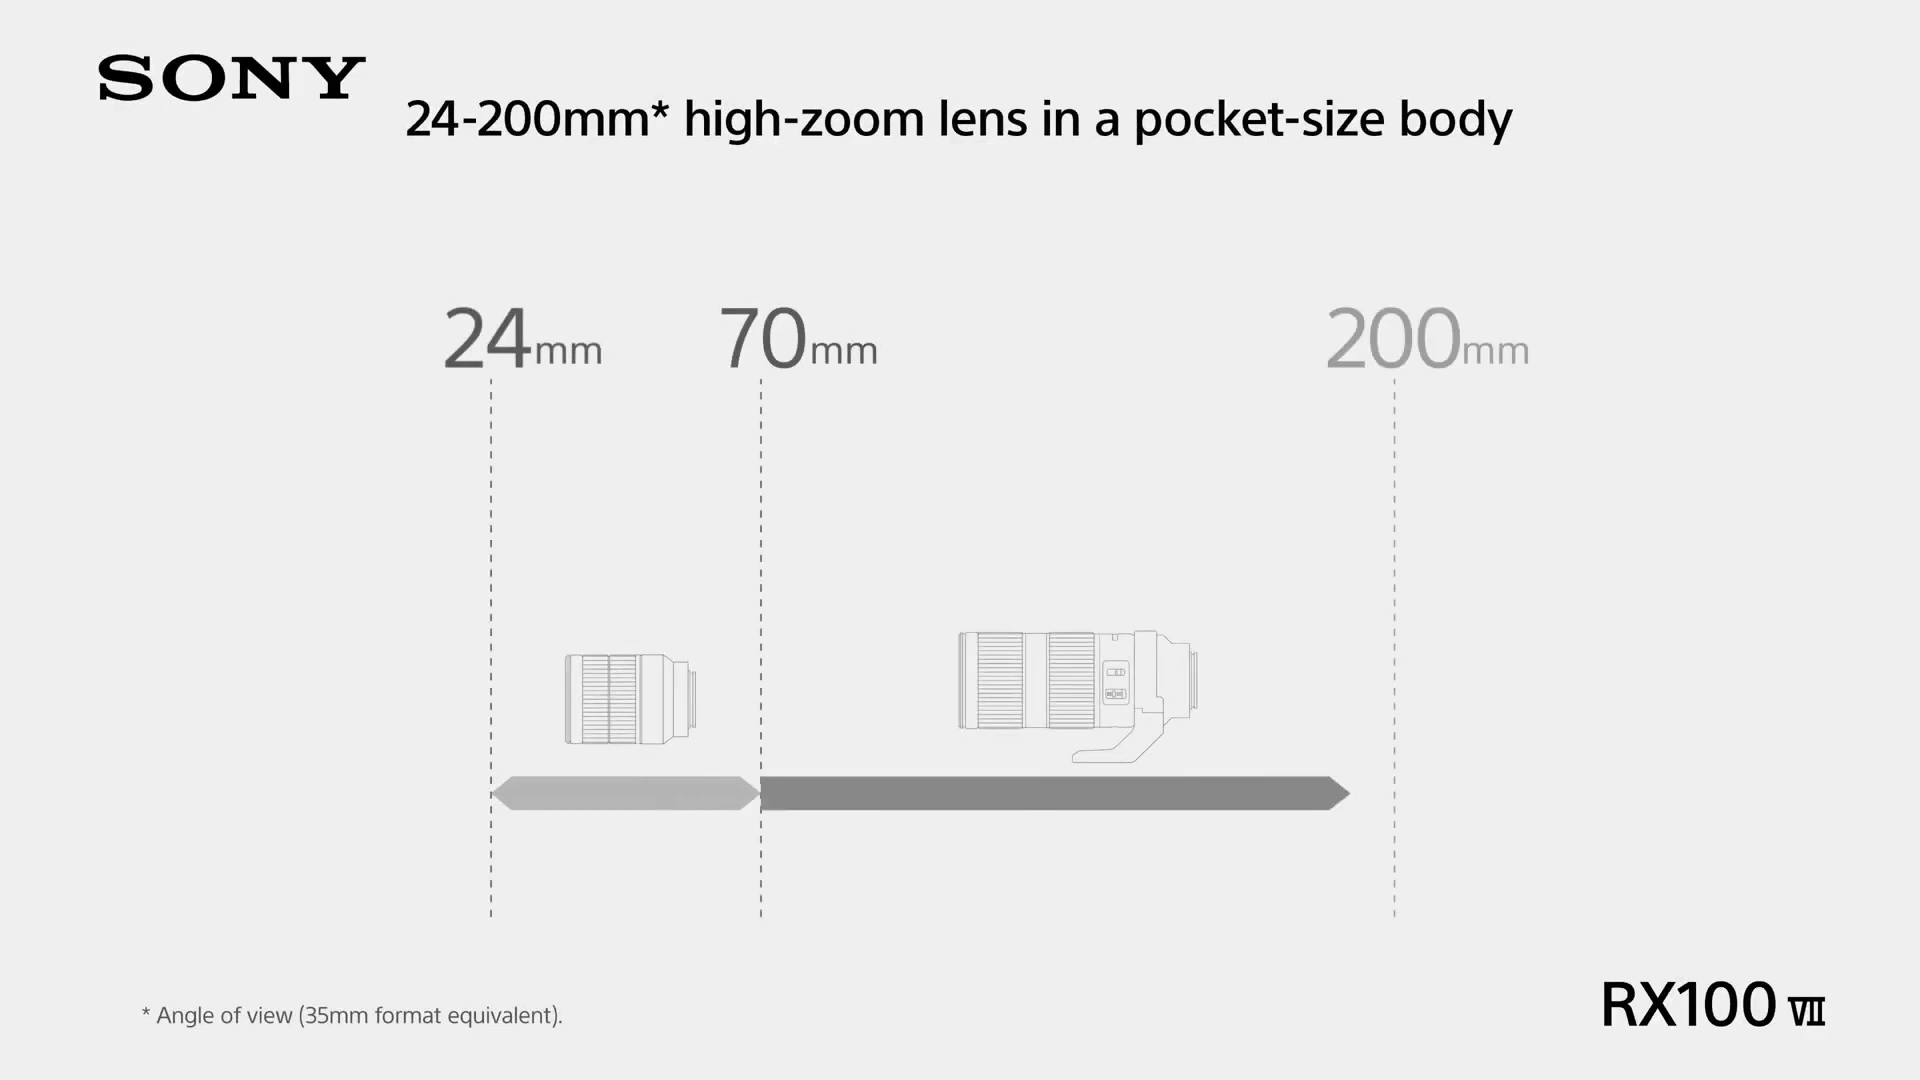 SONY
24-200mm* high-zoom lens in a pocket-size body
24mm 70mm 200mm
* Angle of view (35mm format equivalent).
RX100 VII